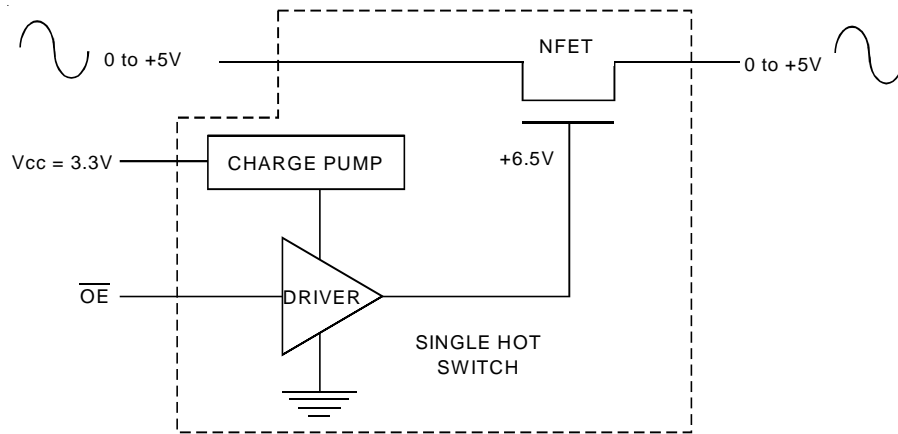 NFET
0 to +5V
0 to +5V
Vcc = 3.3V
CHARGE PUMP
+6.5V
OE
DRIVER
SINGLE HOT
SWITCH